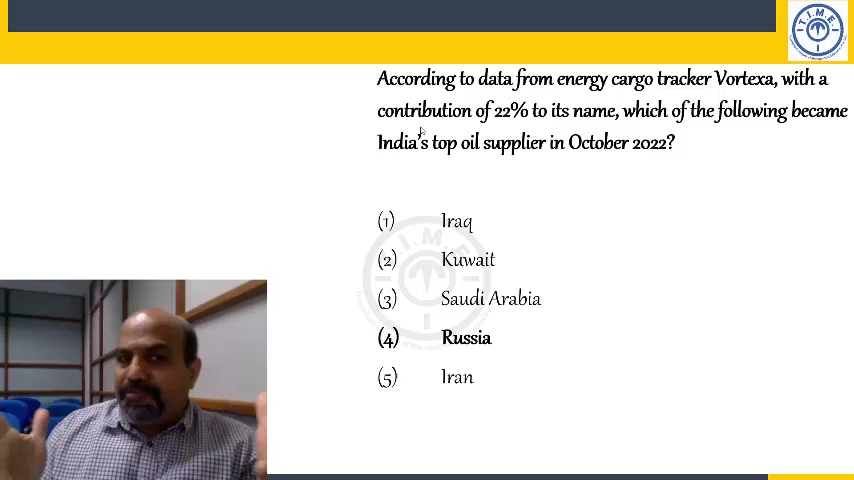 T.I.M.E.
According to data from energy cargo tracker Vortexa, with a
contribution of 22% to its name, which of the following became
India's top oil supplier in October 2022?
(1) Iraq
(2) Kuwait
(3) Saudi Arabia
(4) Russia
(5) Iran
T.I.M.E.